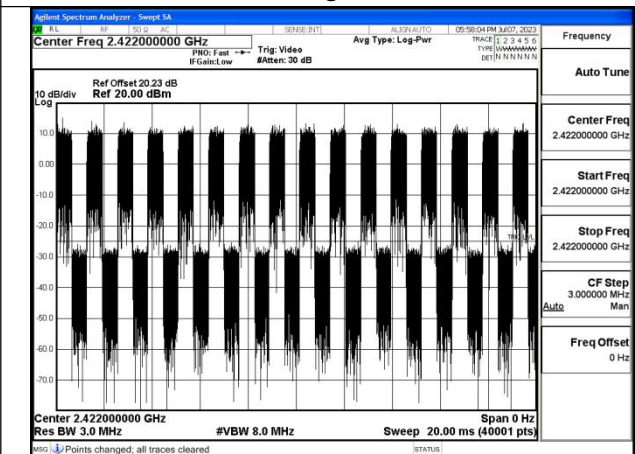 Agilent Spectrum Analyzer - Swept SA
RL RF 50 Ω AC SENSE:INT ALIGN AUTO 05:58:04 PM Jul 07, 2023
Center Freq 2.422000000 GHz
PNO: Fast
IFGain:Low
Trig: Video
#Atten: 30 dB
Avg Type: Log-Pwr
TRACE 1 2 3 4 5 6
TYPE
DET N N N N N N
Frequency
Auto Tune
Ref Offset 20.23 dB
10 dB/div Ref 20.00 dBm
Log
10.0
0.00
-10.0
-20.0
-30.0
-40.0
-50.0
-60.0
-70.0
Center Freq
2.422000000 GHz
Start Freq
2.422000000 GHz
Stop Freq
2.422000000 GHz
CF Step
3.000000 MHz
Auto Man
Freq Offset
0 Hz
Center 2.422000000 GHz Span 0 Hz
Res BW 3.0 MHz #VBW 8.0 MHz Sweep 20.00 ms (40001 pts)
MSG Points changed; all traces cleared STATUS